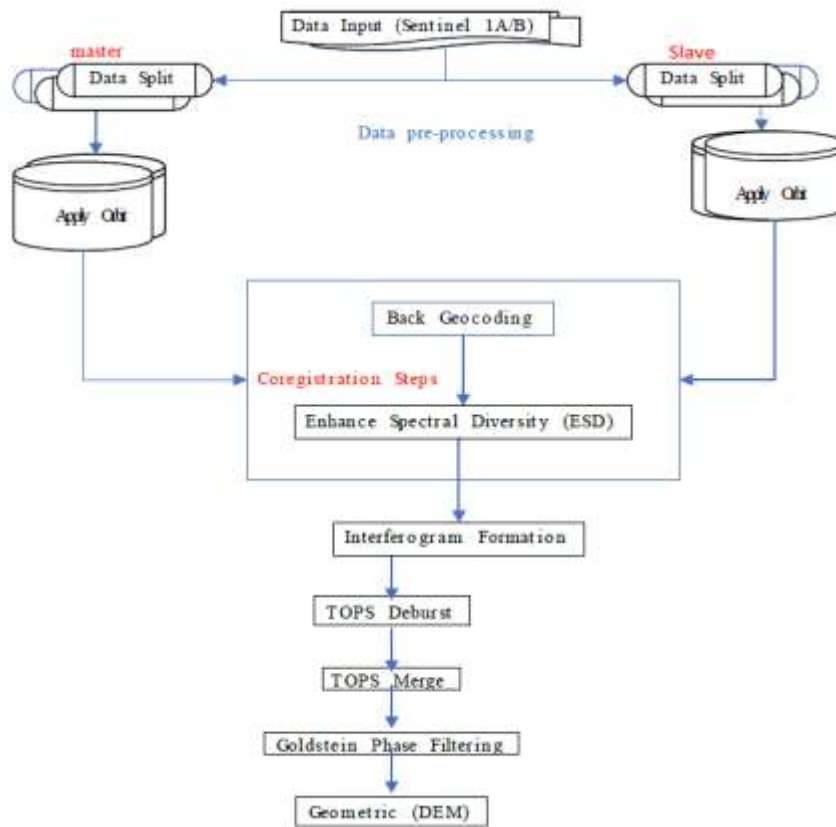 Data Input (Sentinel 1A/B)
master
Slave
Data Split
Data Split
Data pre-processing
Apply Orbit
Apply Orbit
Back Geocoding
Coregistration Steps
Enhance Spectral Diversity (ESD)
Interferogram Formation
TOPS Deburst
TOPS Merge
Goldstein Phase Filtering
Geometric (DEM)